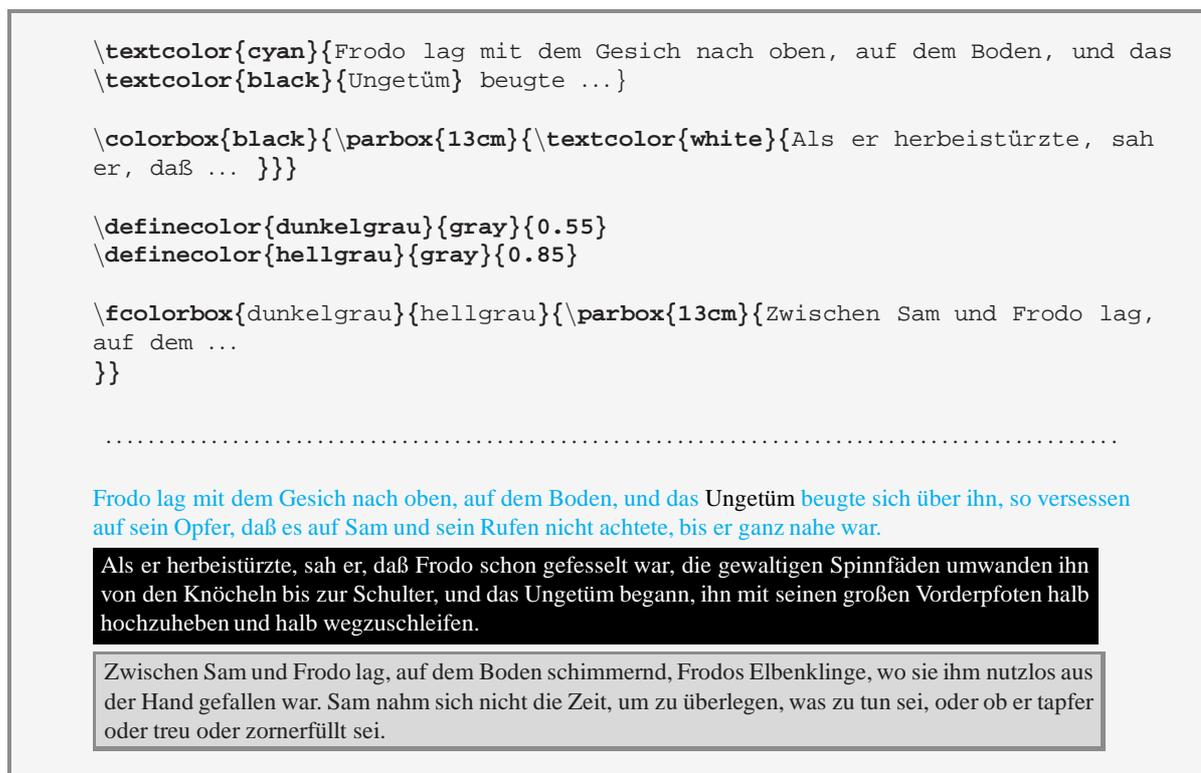 \textcolor{cyan}{Frodo lag mit dem Gesich nach oben, auf dem Boden, und das
\textcolor{black}{Ungetüm} beugte ...}
\colorbox{black}{\parbox{13cm}{\textcolor{white}{Als er herbeistürzte, sah
er, daß ... }}}
\definecolor{dunkelgrau}{gray}{0.55}
\definecolor{hellgrau}{gray}{0.85}
\fcolorbox{dunkelgrau}{hellgrau}{\parbox{13cm}{Zwischen Sam und Frodo lag,
auf dem ...
}}
................................................................................................
Frodo lag mit dem Gesich nach oben, auf dem Boden, und das Ungetüm beugte sich über ihn, so versessen
auf sein Opfer, daß es auf Sam und sein Rufen nicht achtete, bis er ganz nahe war.
Als er herbeistürzte, sah er, daß Frodo schon gefesselt war, die gewaltigen Spinnfäden umwanden ihn
von den Knöcheln bis zur Schulter, und das Ungetüm begann, ihn mit seinen großen Vorderpfoten halb
hochzuheben und halb wegzuschleifen.
Zwischen Sam und Frodo lag, auf dem Boden schimmernd, Frodos Elbenklinge, wo sie ihm nutzlos aus
der Hand gefallen war. Sam nahm sich nicht die Zeit, um zu überlegen, was zu tun sei, oder ob er tapfer
oder treu oder zornerfüllt sei.